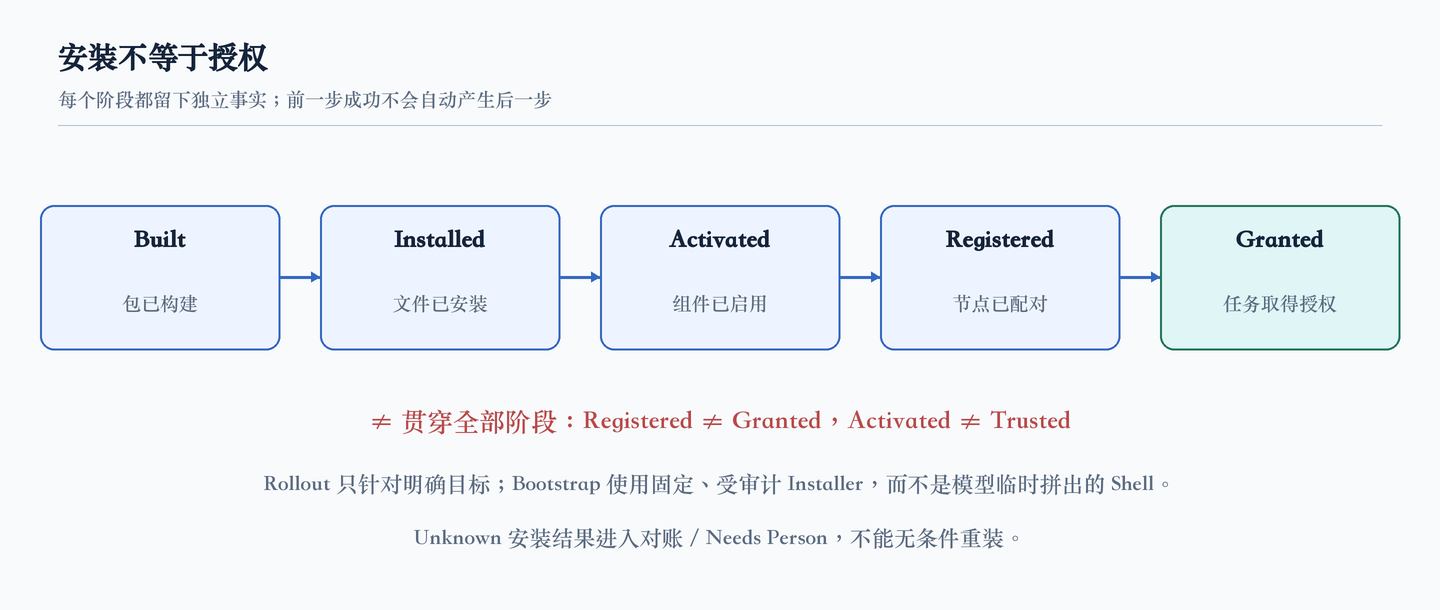 安装不等于授权
每个阶段都留下独立事实；前一步成功不会自动产生后一步
Built
包已构建
Installed
文件已安装
Activated
组件已启用
Registered
节点已配对
Granted
任务取得授权
≠ 贯穿全部阶段：Registered ≠ Granted，Activated ≠ Trusted
Rollout 只针对明确目标；Bootstrap 使用固定、受审计 Installer，而不是模型临时拼出的 Shell。
Unknown 安装结果进入对账 / Needs Person，不能无条件重装。